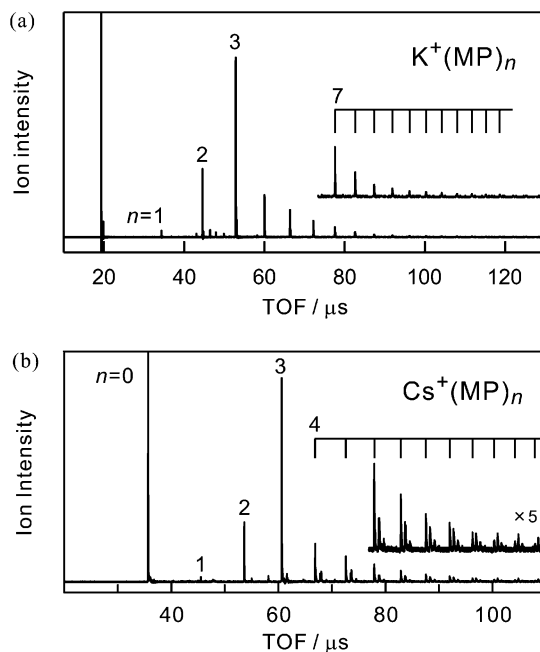 (a)
Ion intensity
K⁺(MP)ₙ
3
7
2
n=1
20 40 60 80 100 120
TOF / μs
(b)
Ion Intensity
n=0
3
Cs⁺(MP)ₙ
4
2
×5
1
40 60 80 100
TOF / μs